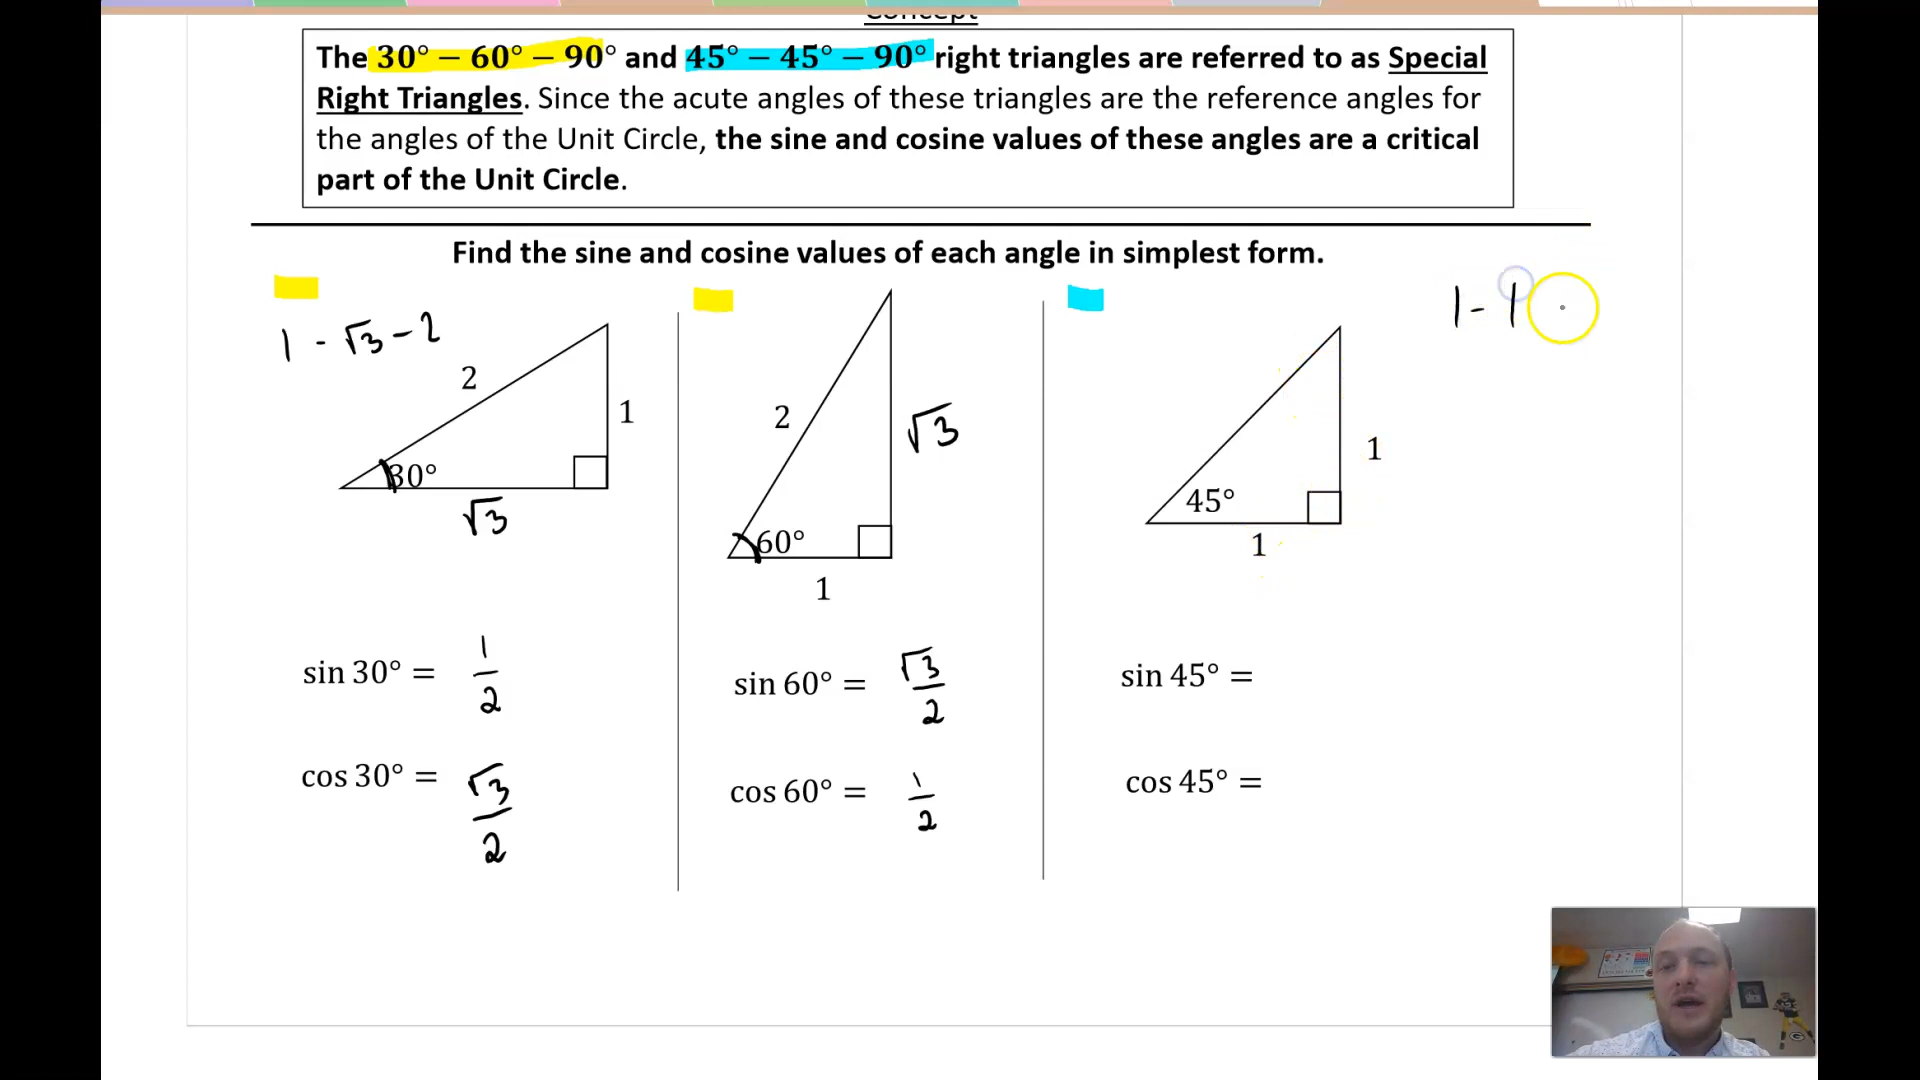 Concept
The 30° − 60° − 90° and 45° − 45° − 90° right triangles are referred to as Special
Right Triangles. Since the acute angles of these triangles are the reference angles for
the angles of the Unit Circle, the sine and cosine values of these angles are a critical
part of the Unit Circle.
Find the sine and cosine values of each angle in simplest form.
1 - √3 - 2
2
1
30°
√3
sin 30° = 1/2
cos 30° = √3/2
2
√3
60°
1
sin 60° = √3/2
cos 60° = 1/2
1 - 1
1
45°
1
sin 45° =
cos 45° =